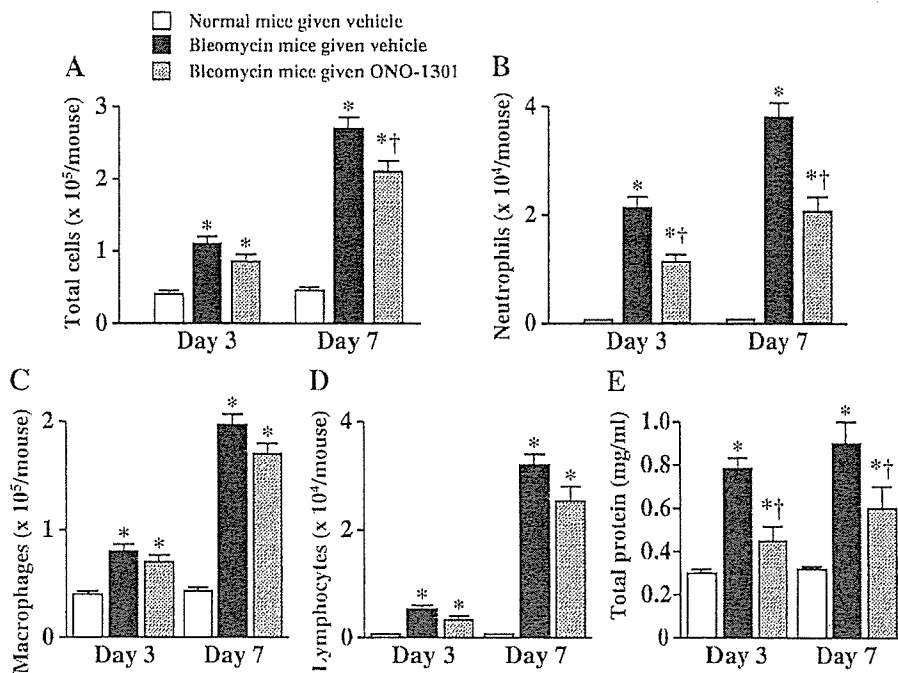 Normal mice given vehicle
Bleomycin mice given vehicle
Bleomycin mice given ONO-1301
A
Total cells (x 10⁵/mouse)
3
2
1
0
*
*
*
*†
Day 3
Day 7
B
Neutrophils (x 10⁴/mouse)
4
2
0
*
*†
*
*†
Day 3
Day 7
C
Macrophages (x 10⁵/mouse)
2
1
0
*
*
*
*
Day 3
Day 7
D
Lymphocytes (x 10⁴/mouse)
4
2
0
*
*
*
*
Day 3
Day 7
E
Total protein (mg/ml)
1.0
0.8
0.6
0.4
0
*
*†
*
*†
Day 3
Day 7